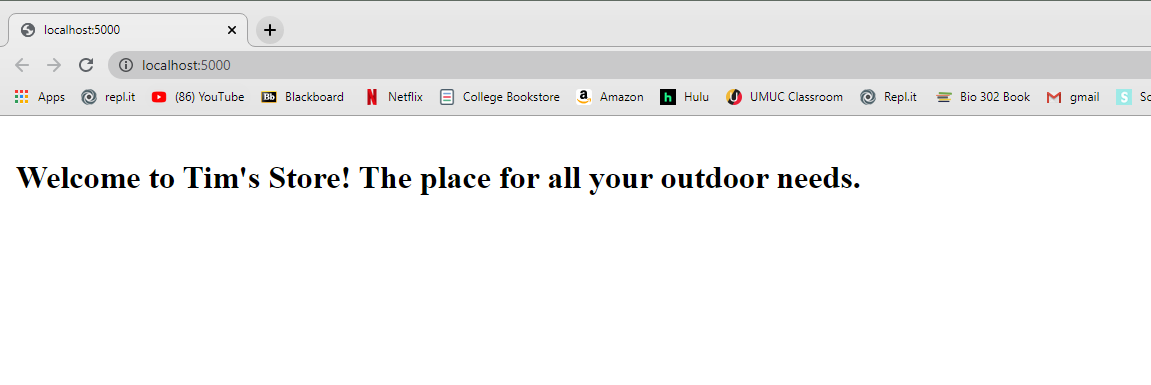 localhost:5000
localhost:5000
Apps repl.it (86) YouTube Bb Blackboard N Netflix College Bookstore a Amazon h Hulu UMUC Classroom Repl.it Bio 302 Book gmail S Sc
Welcome to Tim's Store! The place for all your outdoor needs.